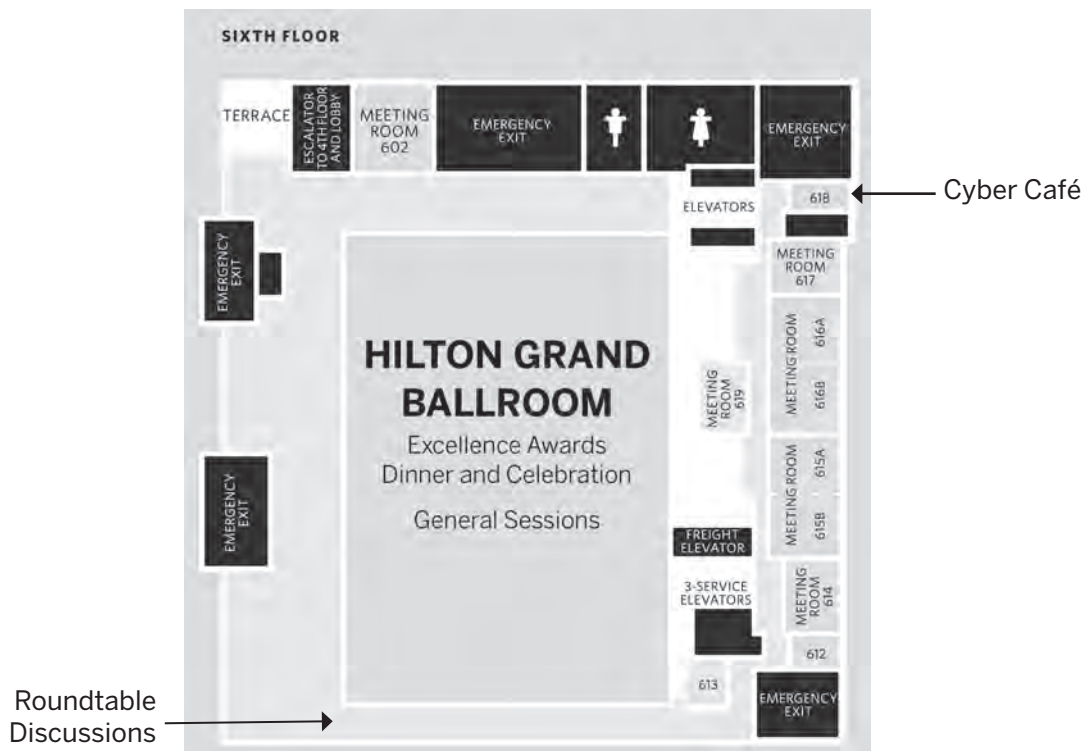 SIXTH FLOOR
TERRACE
ESCALATOR
TO 4TH FLOOR
AND LOBBY
MEETING
ROOM
602
EMERGENCY
EXIT
EMERGENCY
EXIT
618
Cyber Café
ELEVATORS
MEETING
ROOM
617
EMERGENCY
EXIT
MEETING ROOM
616A
616B
HILTON GRAND
BALLROOM
Excellence Awards
Dinner and Celebration
General Sessions
MEETING
ROOM
619
MEETING ROOM
615A
615B
EMERGENCY
EXIT
FREIGHT
ELEVATOR
3-SERVICE
ELEVATORS
MEETING
ROOM
614
612
613
EMERGENCY
EXIT
Roundtable
Discussions